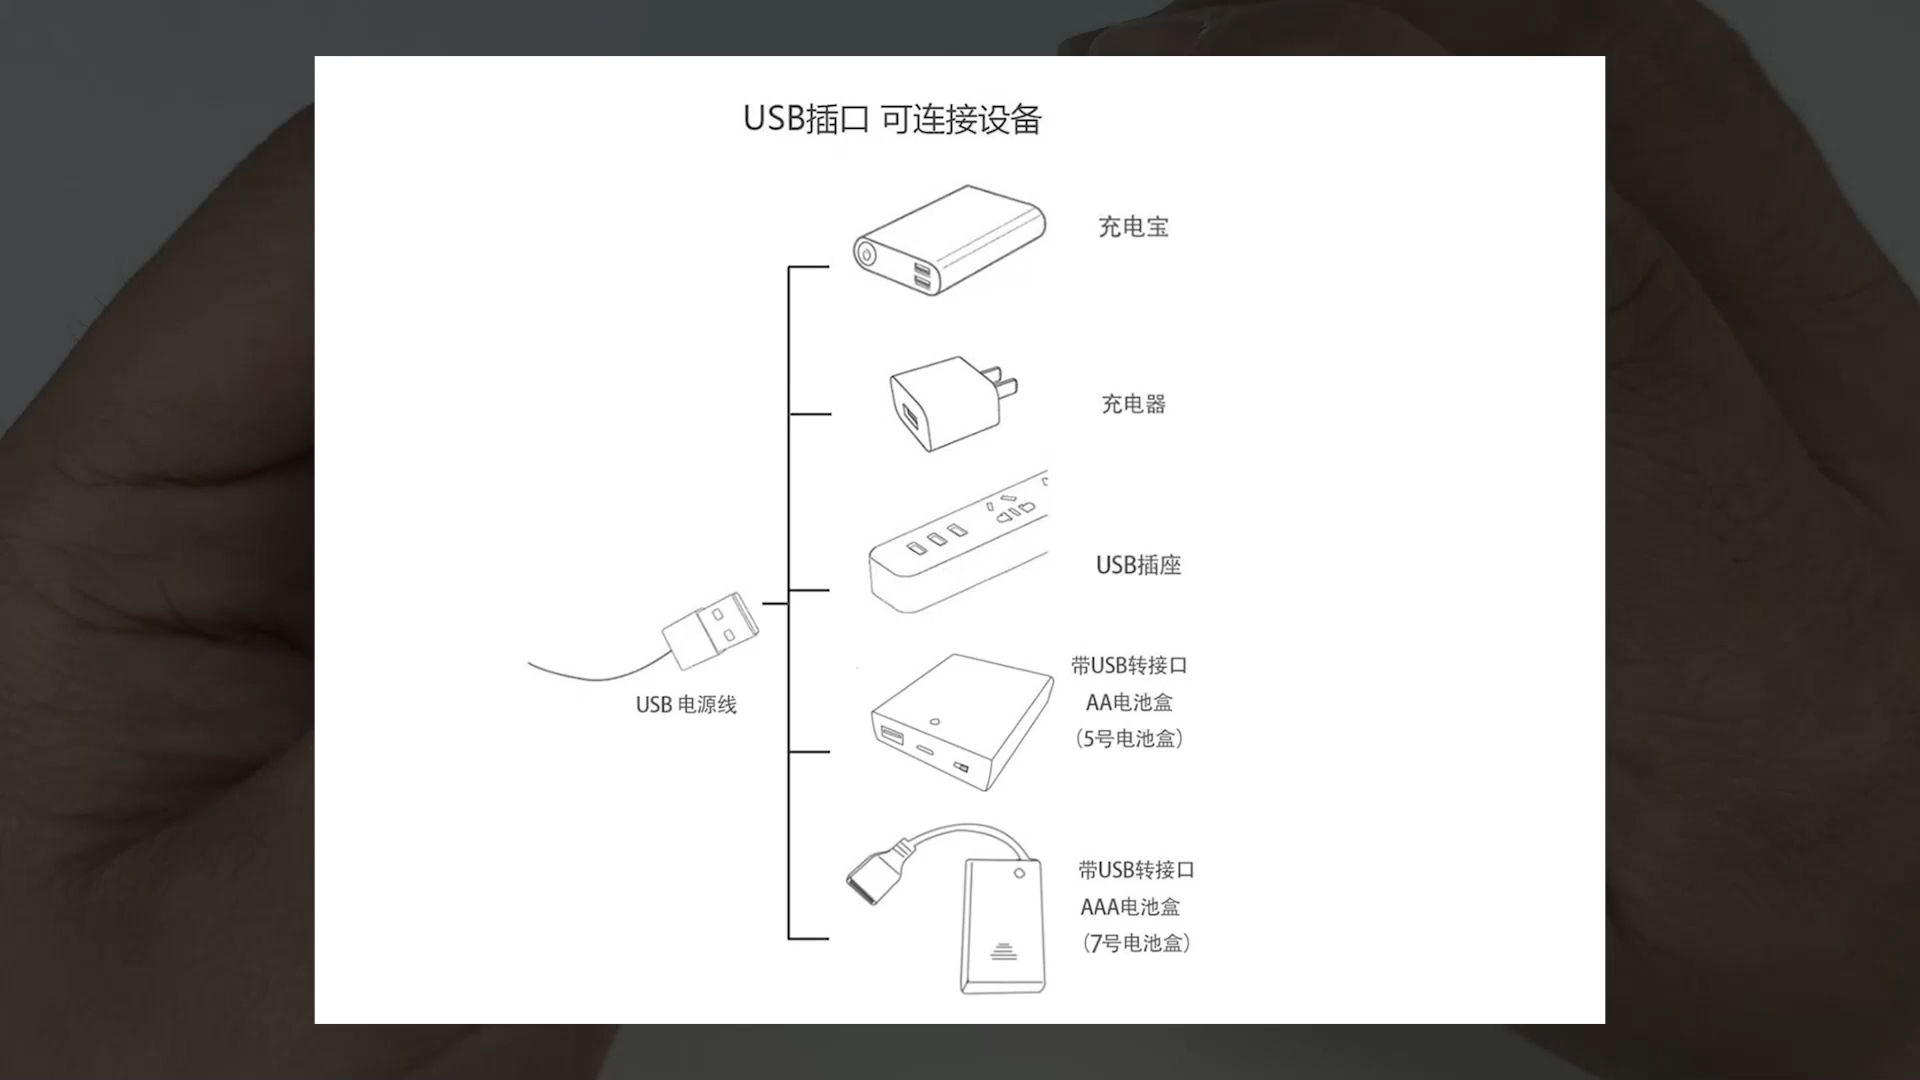 USB插口 可连接设备
充电宝
充电器
USB插座
USB 电源线
带USB转接口
AA电池盒
（5号电池盒）
带USB转接口
AAA电池盒
（7号电池盒）